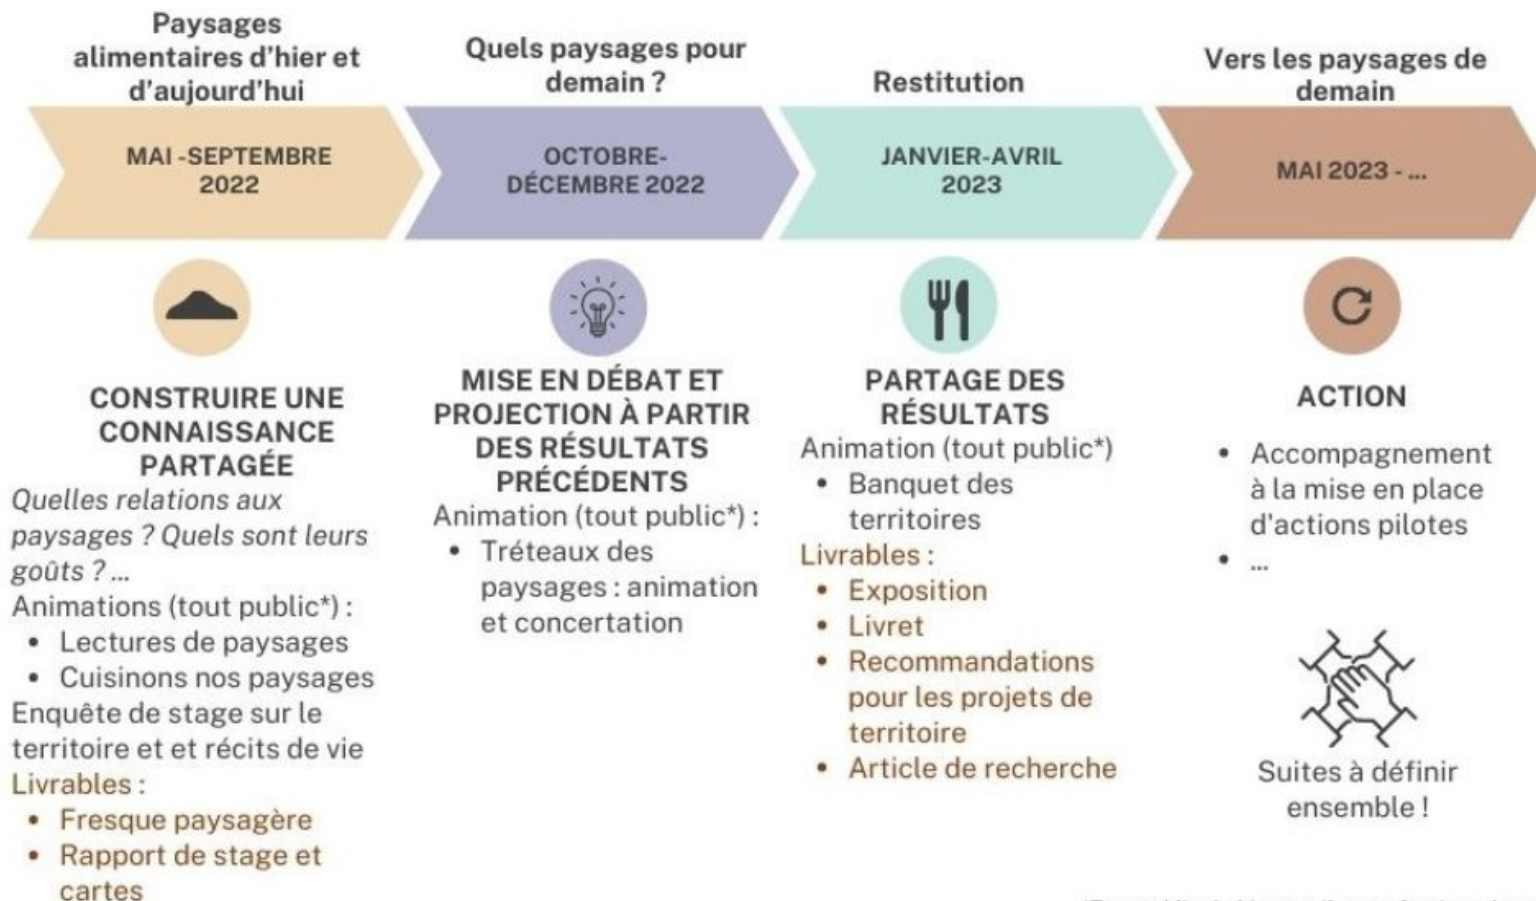 Paysages
alimentaires d'hier et
d'aujourd'hui
MAI -SEPTEMBRE
2022
CONSTRUIRE UNE
CONNAISSANCE
PARTAGÉE
Quelles relations aux
paysages ? Quels sont leurs
goûts ? ...
Animations (tout public*) :
• Lectures de paysages
• Cuisinons nos paysages
Enquête de stage sur le
territoire et et récits de vie
Livrables :
• Fresque paysagère
• Rapport de stage et
cartes
Quels paysages pour
demain ?
OCTOBRE-
DÉCEMBRE 2022
MISE EN DÉBAT ET
PROJECTION À PARTIR
DES RÉSULTATS
PRÉCÉDENTS
Animation (tout public*) :
• Tréteaux des
paysages : animation
et concertation
Restitution
JANVIER-AVRIL
2023
PARTAGE DES
RÉSULTATS
Animation (tout public*)
• Banquet des
territoires
Livrables :
• Exposition
• Livret
• Recommandations
pour les projets de
territoire
• Article de recherche
Vers les paysages de
demain
MAI 2023 - ...
ACTION
• Accompagnement
à la mise en place
d'actions pilotes
• ...
Suites à définir
ensemble !